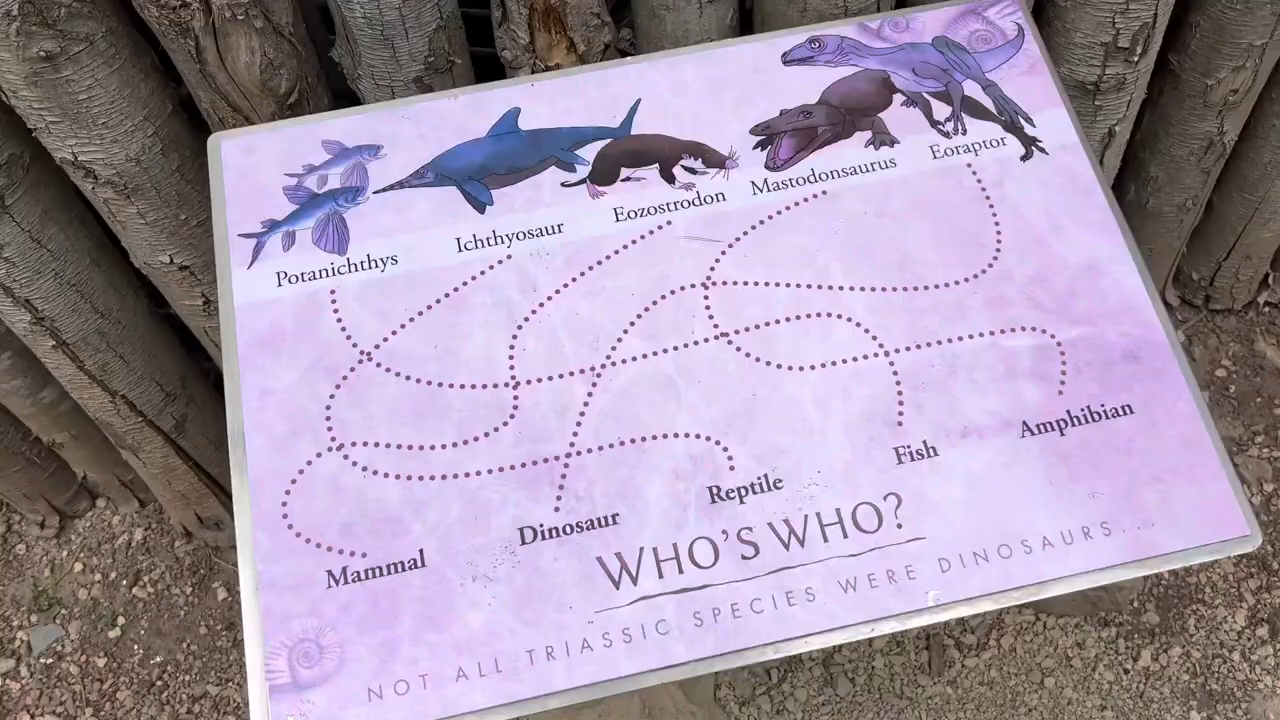 Potanichthys
Ichthyosaur
Eozostrodon
Mastodonsaurus
Eoraptor
Mammal
Dinosaur
Reptile
Fish
Amphibian
WHO'S WHO?
NOT ALL TRIASSIC SPECIES WERE DINOSAURS...